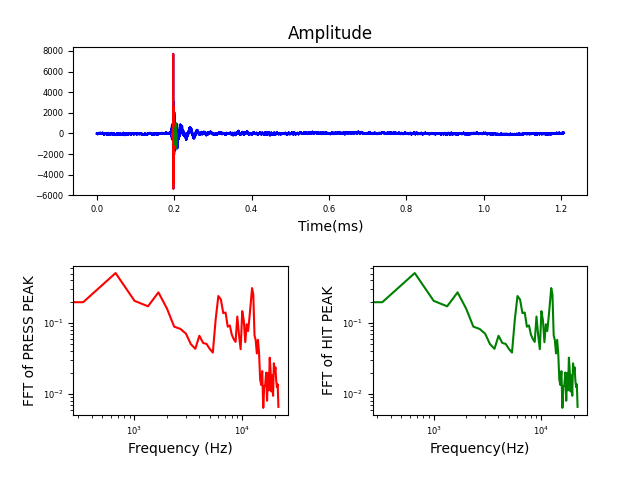 Amplitude
8000
6000
4000
2000
0
−2000
−4000
−6000
0.0 0.2 0.4 0.6 0.8 1.0 1.2
Time(ms)
FFT of PRESS PEAK
10⁻¹
10⁻²
10³ 10⁴
Frequency (Hz)
FFT of HIT PEAK
10⁻¹
10⁻²
10³ 10⁴
Frequency(Hz)